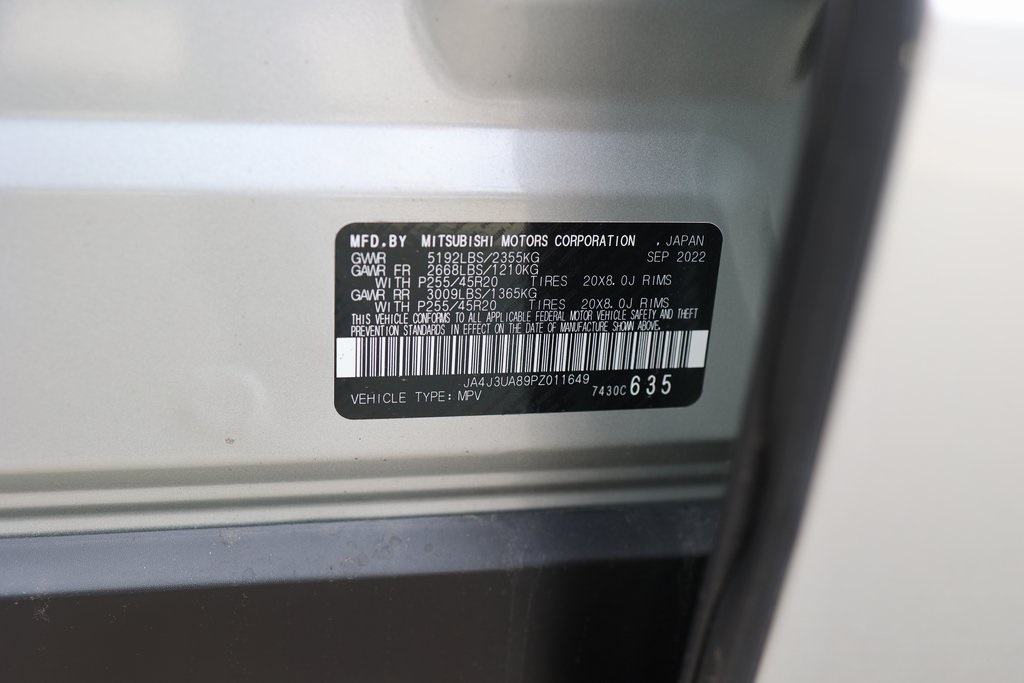 MFD.BY MITSUBISHI MOTORS CORPORATION , JAPAN
GVWR 5192LBS/2355KG SEP 2022
GAWR FR 2668LBS/1210KG
WITH P255/45R20 TIRES 20X8.0J RIMS
GAWR RR 3009LBS/1365KG
WITH P255/45R20 TIRES 20X8.0J RIMS
THIS VEHICLE CONFORMS TO ALL APPLICABLE FEDERAL MOTOR VEHICLE SAFETY AND THEFT
PREVENTION STANDARDS IN EFFECT ON THE DATE OF MANUFACTURE SHOWN ABOVE.
JA4J3UA89PZ011649
VEHICLE TYPE: MPV 7430C 635